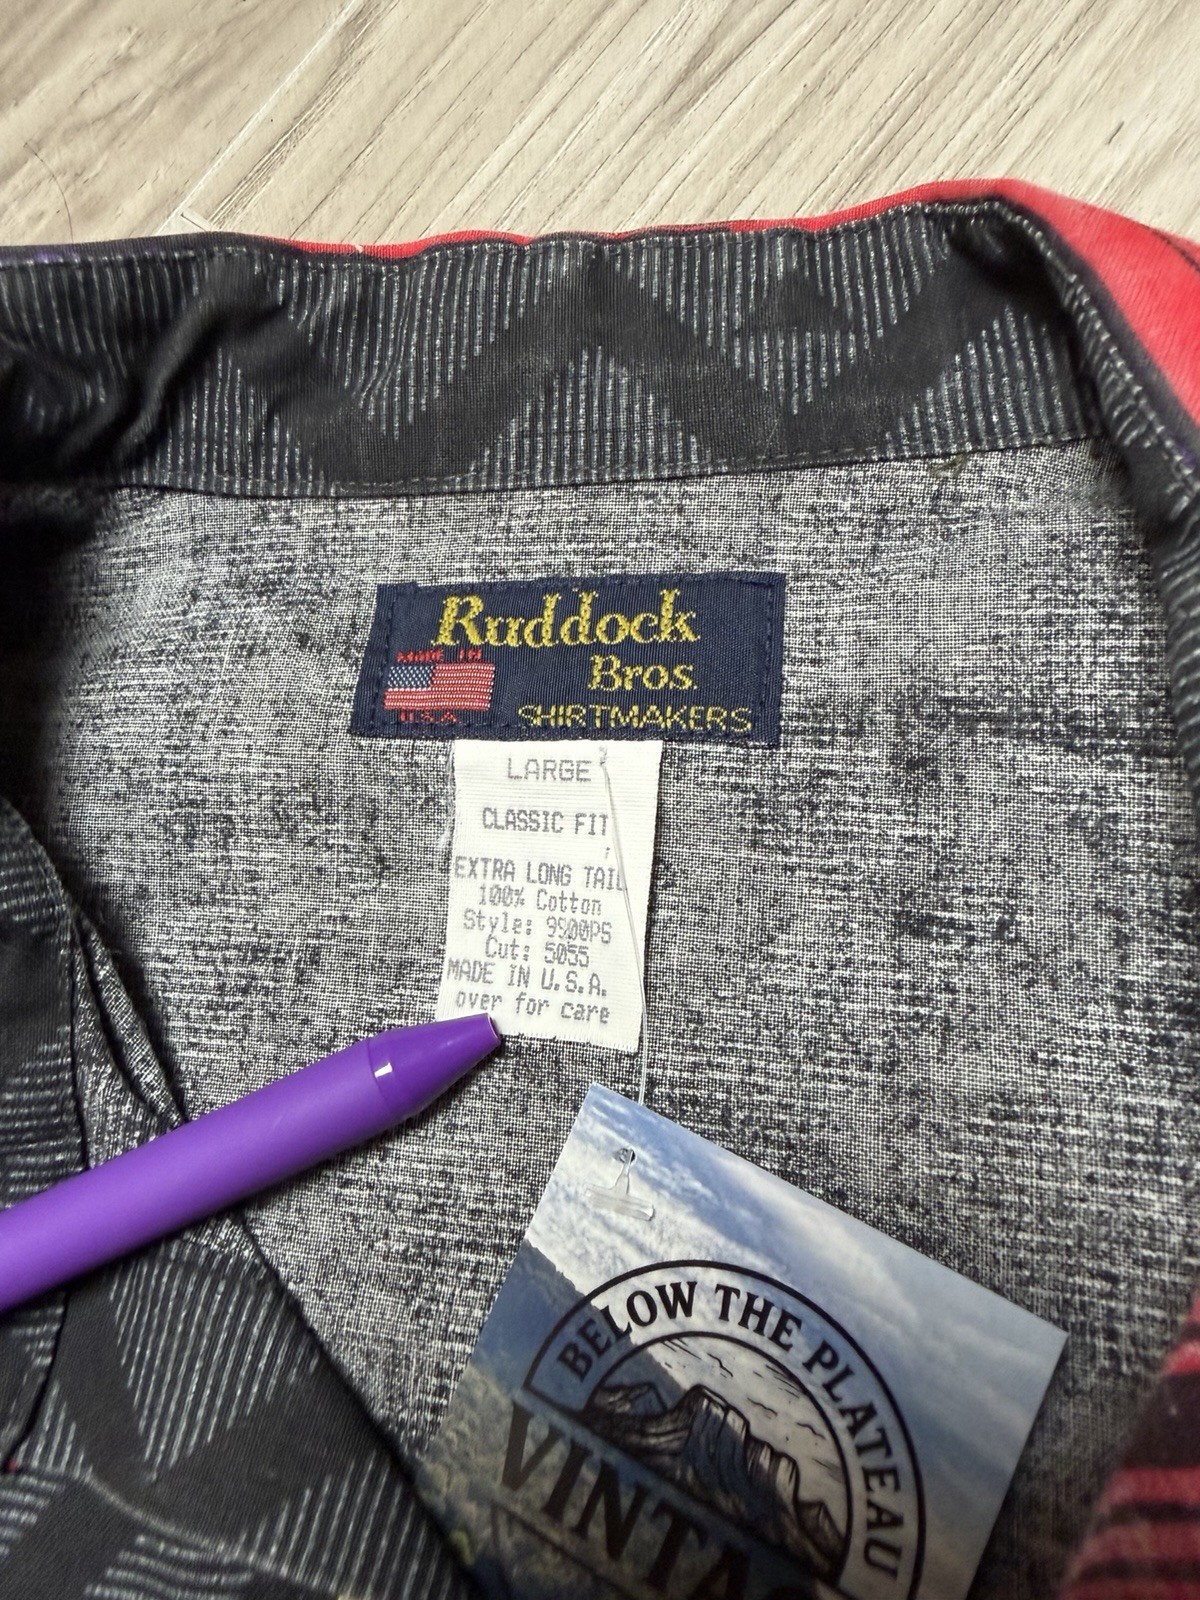 Ruddock
Bros.
MADE IN
U.S.A.
SHIRTMAKERS
LARGE
CLASSIC FIT
EXTRA LONG TAIL
100% Cotton
Style: 9900PS
Cut: 5055
MADE IN U.S.A.
over for care
BELOW THE PLATEAU